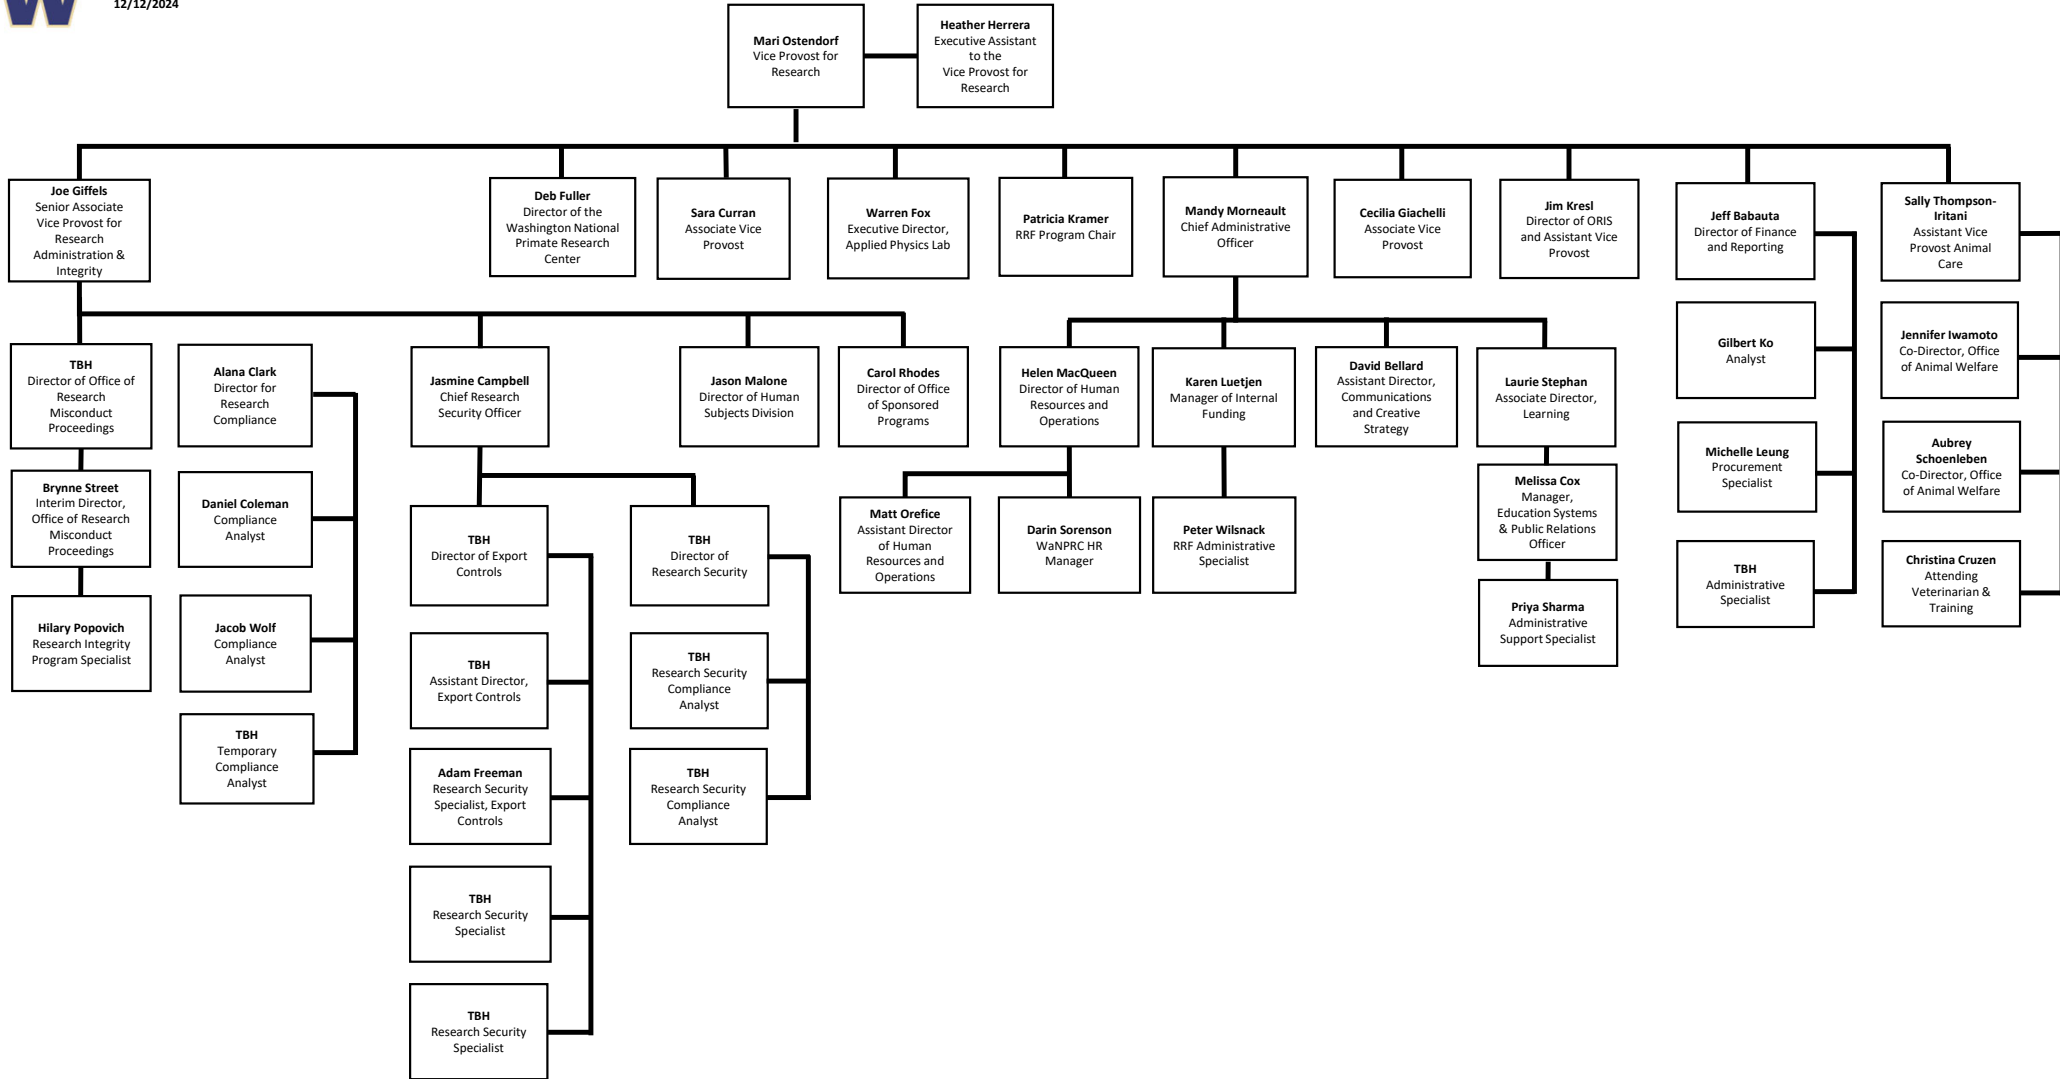 W
12/12/2024
Mari Ostendorf
Vice Provost for
Research
Heather Herrera
Executive Assistant
to the
Vice Provost for
Research
Joe Giffels
Senior Associate
Vice Provost for
Research
Administration &
Integrity
Deb Fuller
Director of the
Washington National
Primate Research
Center
Sara Curran
Associate Vice
Provost
Warren Fox
Executive Director,
Applied Physics Lab
Patricia Kramer
RRF Program Chair
Mandy Morneault
Chief Administrative
Officer
Cecilia Giachelli
Associate Vice
Provost
Jim Kresl
Director of ORIS
and Assistant Vice
Provost
Jeff Babauta
Director of Finance
and Reporting
Sally Thompson-
Iritani
Assistant Vice
Provost Animal
Care
TBH
Director of Office of
Research
Misconduct
Proceedings
Alana Clark
Director for
Research
Compliance
Jasmine Campbell
Chief Research
Security Officer
Jason Malone
Director of Human
Subjects Division
Carol Rhodes
Director of Office
of Sponsored
Programs
Helen MacQueen
Director of Human
Resources and
Operations
Karen Luetjen
Manager of Internal
Funding
David Bellard
Assistant Director,
Communications
and Creative
Strategy
Laurie Stephan
Associate Director,
Learning
Gilbert Ko
Analyst
Jennifer Iwamoto
Co-Director, Office
of Animal Welfare
Brynne Street
Interim Director,
Office of Research
Misconduct
Proceedings
Daniel Coleman
Compliance
Analyst
TBH
Director of Export
Controls
TBH
Director of
Research Security
Matt Orefice
Assistant Director
of Human
Resources and
Operations
Darin Sorenson
WaNPRC HR
Manager
Peter Wilsnack
RRF Administrative
Specialist
Melissa Cox
Manager,
Education Systems
& Public Relations
Officer
Michelle Leung
Procurement
Specialist
Aubrey
Schoenleben
Co-Director, Office
of Animal Welfare
Hilary Popovich
Research Integrity
Program Specialist
Jacob Wolf
Compliance
Analyst
TBH
Assistant Director,
Export Controls
TBH
Research Security
Compliance
Analyst
Priya Sharma
Administrative
Support Specialist
TBH
Administrative
Specialist
Christina Cruzen
Attending
Veterinarian &
Training
TBH
Temporary
Compliance
Analyst
Adam Freeman
Research Security
Specialist, Export
Controls
TBH
Research Security
Compliance
Analyst
TBH
Research Security
Specialist
TBH
Research Security
Specialist